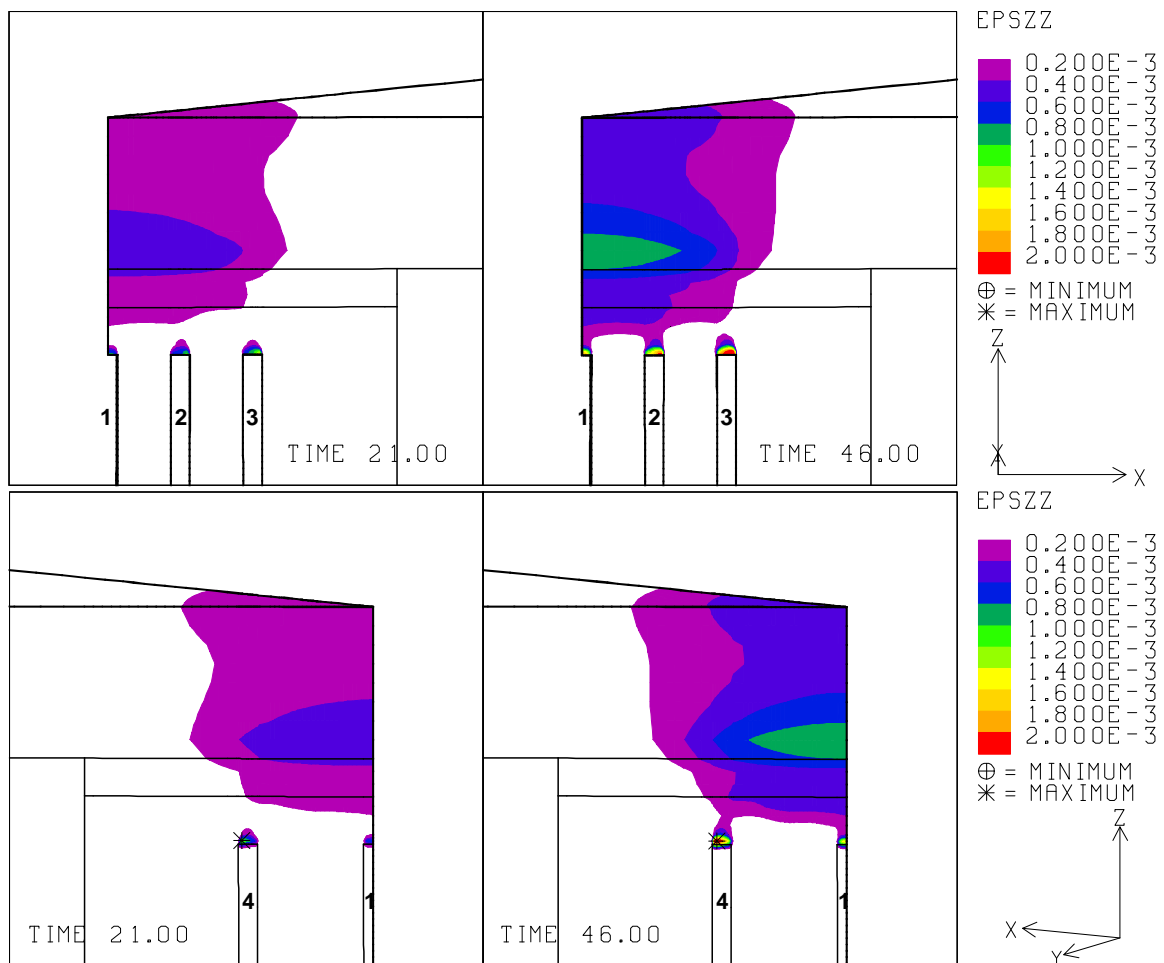 EPSZZ
0.200E-3
0.400E-3
0.600E-3
0.800E-3
1.000E-3
1.200E-3
1.400E-3
1.600E-3
1.800E-3
2.000E-3
⊕ = MINIMUM
✳ = MAXIMUM
Z
X
Y
1 2 3
TIME 21.00
1 2 3
TIME 46.00
EPSZZ
0.200E-3
0.400E-3
0.600E-3
0.800E-3
1.000E-3
1.200E-3
1.400E-3
1.600E-3
1.800E-3
2.000E-3
⊕ = MINIMUM
✳ = MAXIMUM
Z
X
Y
4 1
TIME 21.00
4 1
TIME 46.00